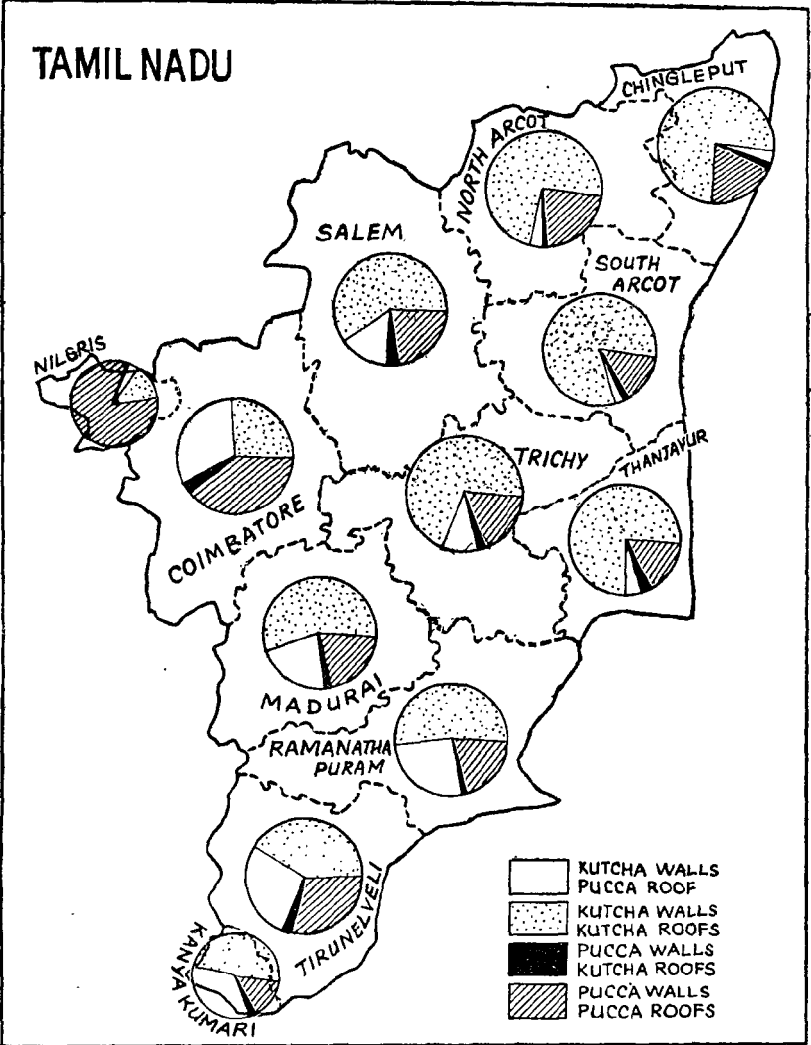 TAMIL NADU
CHINGLEPUT
NORTH ARCOT
SALEM
SOUTH
ARCOT
NILGRIS
TRICHY
THANJAVUR
COIMBATORE
MADURAI
RAMANATHA
PURAM
TIRUNELVELI
KANYA KUMARI
KUTCHA WALLS
PUCCA ROOF
KUTCHA WALLS
KUTCHA ROOFS
PUCCA WALLS
KUTCHA ROOFS
PUCCA WALLS
PUCCA ROOFS